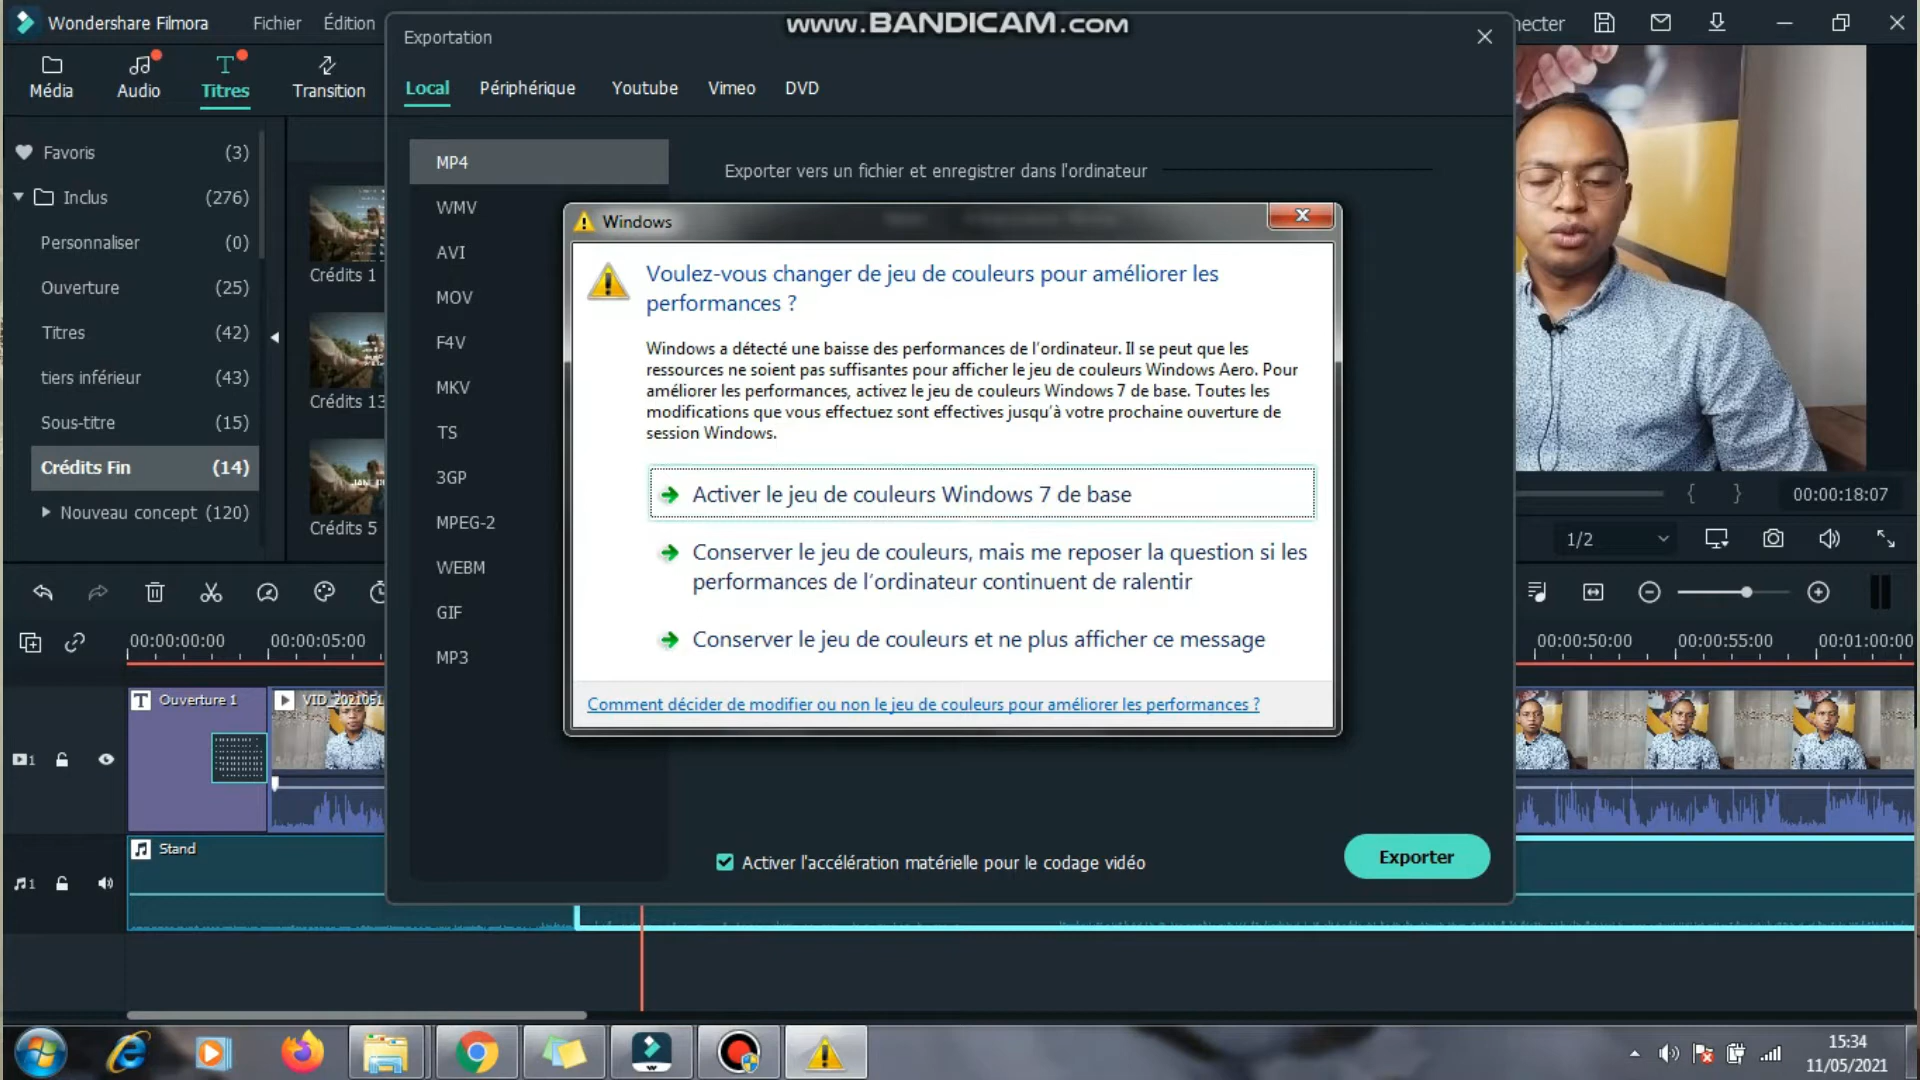 Wondershare Filmora
Fichier
Édition
www.BANDICAM.com
Exportation
Média
Audio
Titres
Transition
Local
Périphérique
Youtube
Vimeo
DVD
Favoris (3)
Inclus (276)
Personnaliser (0)
Ouverture (25)
Titres (42)
tiers inférieur (43)
Sous-titre (15)
Crédits Fin (14)
Nouveau concept (120)
Crédits 1
Crédits 13
Crédits 5
MP4
WMV
AVI
MOV
F4V
MKV
TS
3GP
MPEG-2
WEBM
GIF
MP3
Exporter vers un fichier et enregistrer dans l'ordinateur
Windows
Voulez-vous changer de jeu de couleurs pour améliorer les
performances ?
Windows a détecté une baisse des performances de l'ordinateur. Il se peut que les
ressources ne soient pas suffisantes pour afficher le jeu de couleurs Windows Aero. Pour
améliorer les performances, activez le jeu de couleurs Windows 7 de base. Toutes les
modifications que vous effectuez sont effectives jusqu'à votre prochaine ouverture de
session Windows.
Activer le jeu de couleurs Windows 7 de base
Conserver le jeu de couleurs, mais me reposer la question si les
performances de l'ordinateur continuent de ralentir
Conserver le jeu de couleurs et ne plus afficher ce message
Comment décider de modifier ou non le jeu de couleurs pour améliorer les performances ?
Activer l'accélération matérielle pour le codage vidéo
Exporter
necter
{ } 00:00:18:07
1/2
00:00:00:00
00:00:05:00
00:00:50:00
00:00:55:00
00:01:00:00
Ouverture 1
VID_2021051
1
Stand
1
15:34
11/05/2021